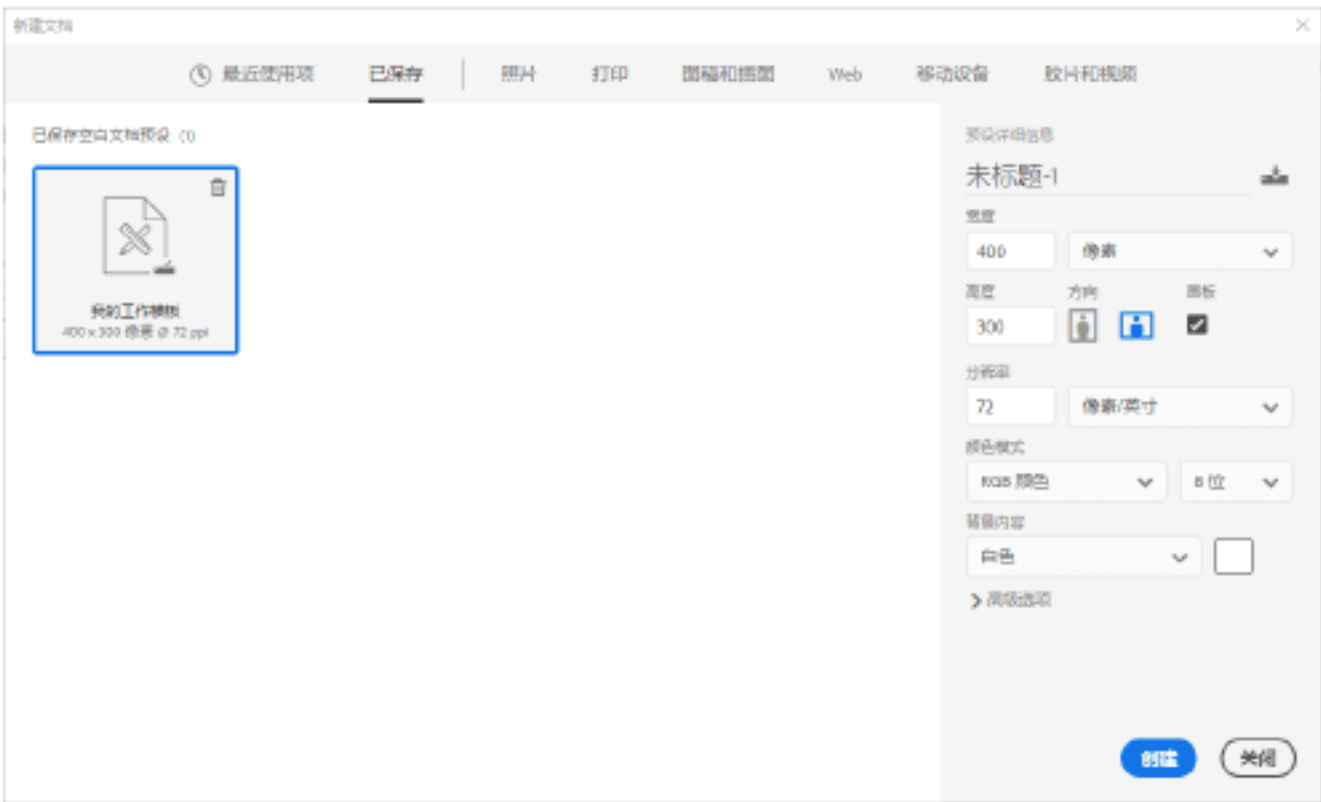 新建文档
最近使用项 已保存 照片 打印 图稿和插图 Web 移动设备 胶片和视频
已保存空白文档预设 (1)
我的工作模板
400 x 300 像素 @ 72 ppi
预设详细信息
未标题-1
宽度
400 像素
高度 方向 画板
300
分辨率
72 像素/英寸
颜色模式
RGB 颜色 8 位
背景内容
白色
高级选项
创建 关闭